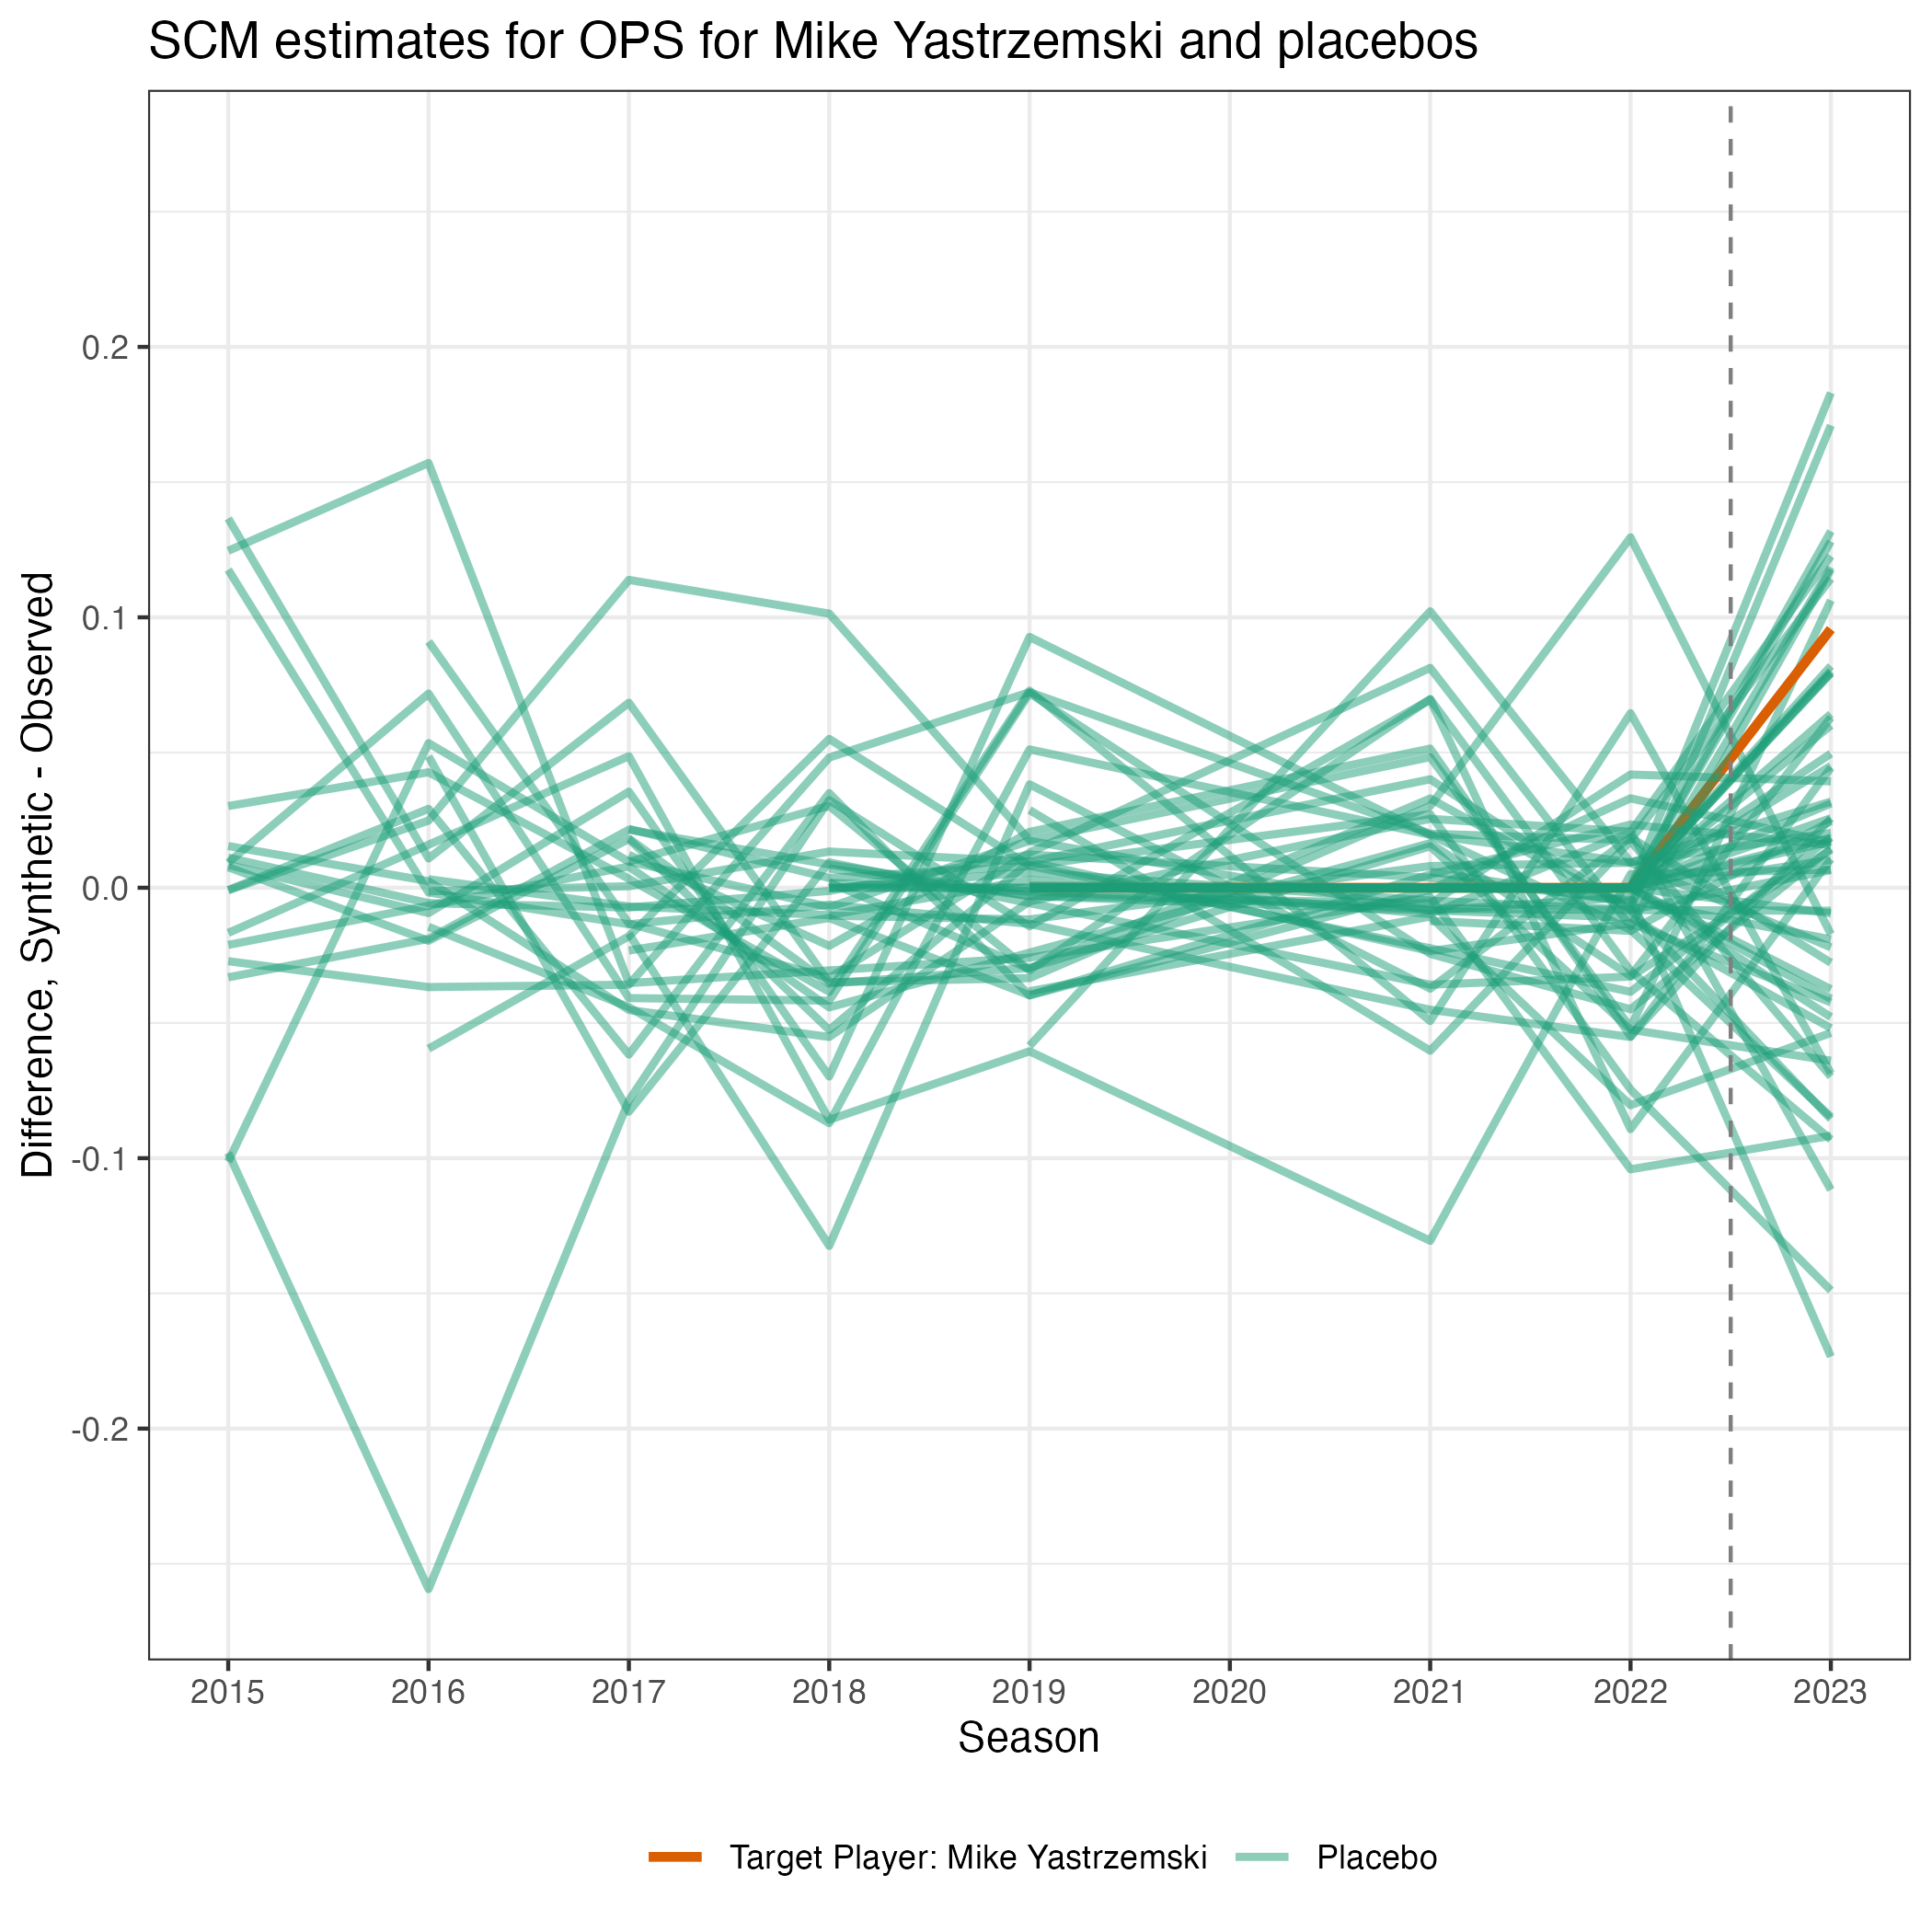 SCM estimates for OPS for Mike Yastrzemski and placebos
Difference, Synthetic - Observed
0.2
0.1
0.0
-0.1
-0.2
2015 2016 2017 2018 2019 2020 2021 2022 2023
Season
Target Player: Mike Yastrzemski Placebo